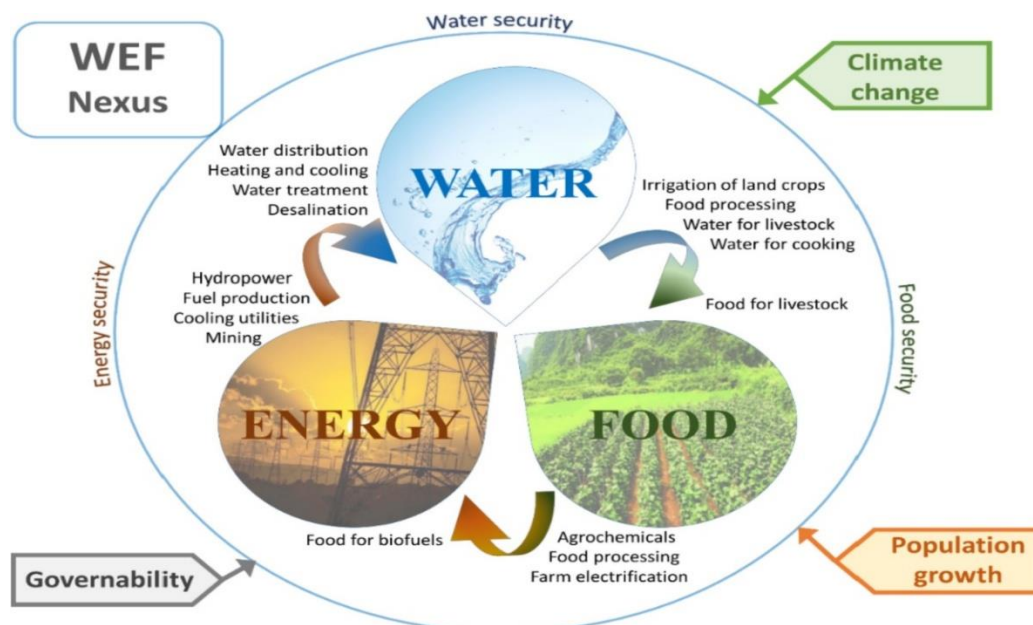 Water security
WEF
Nexus
Climate
change
Water distribution
Heating and cooling
Water treatment
Desalination
WATER
Irrigation of land crops
Food processing
Water for livestock
Water for cooking
Energy security
Hydropower
Fuel production
Cooling utilities
Mining
Food for livestock
Food security
ENERGY
FOOD
Food for biofuels
Agrochemicals
Food processing
Farm electrification
Governability
Population
growth